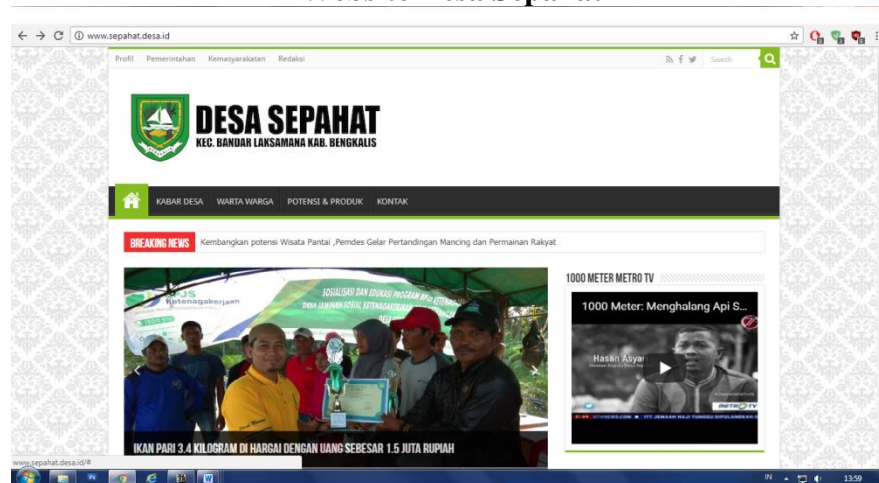 www.sepahat.desa.id
Profil Pemerintahan Kemasyarakatan Redaksi
Search
DESA SEPAHAT
KEC. BANDAR LAKSAMANA KAB. BENGKALIS
KABAR DESA WARTA WARGA POTENSI & PRODUK KONTAK
BREAKING NEWS Kembangkan potensi Wisata Pantai ,Pemdes Gelar Pertandingan Mancing dan Permainan Rakyat
1000 METER METRO TV
SOSIALISASI DAN EDUKASI PROGRAM
Ketenagakerjaan
1000 Meter: Menghalang Api S...
Hasan Asyar
METRO TV
IKAN PARI 3.4 KILOGRAM DI HARGAI DENGAN UANG SEBESAR 1.5 JUTA RUPIAH
www.sepahat.desa.id/#
IN
13:59